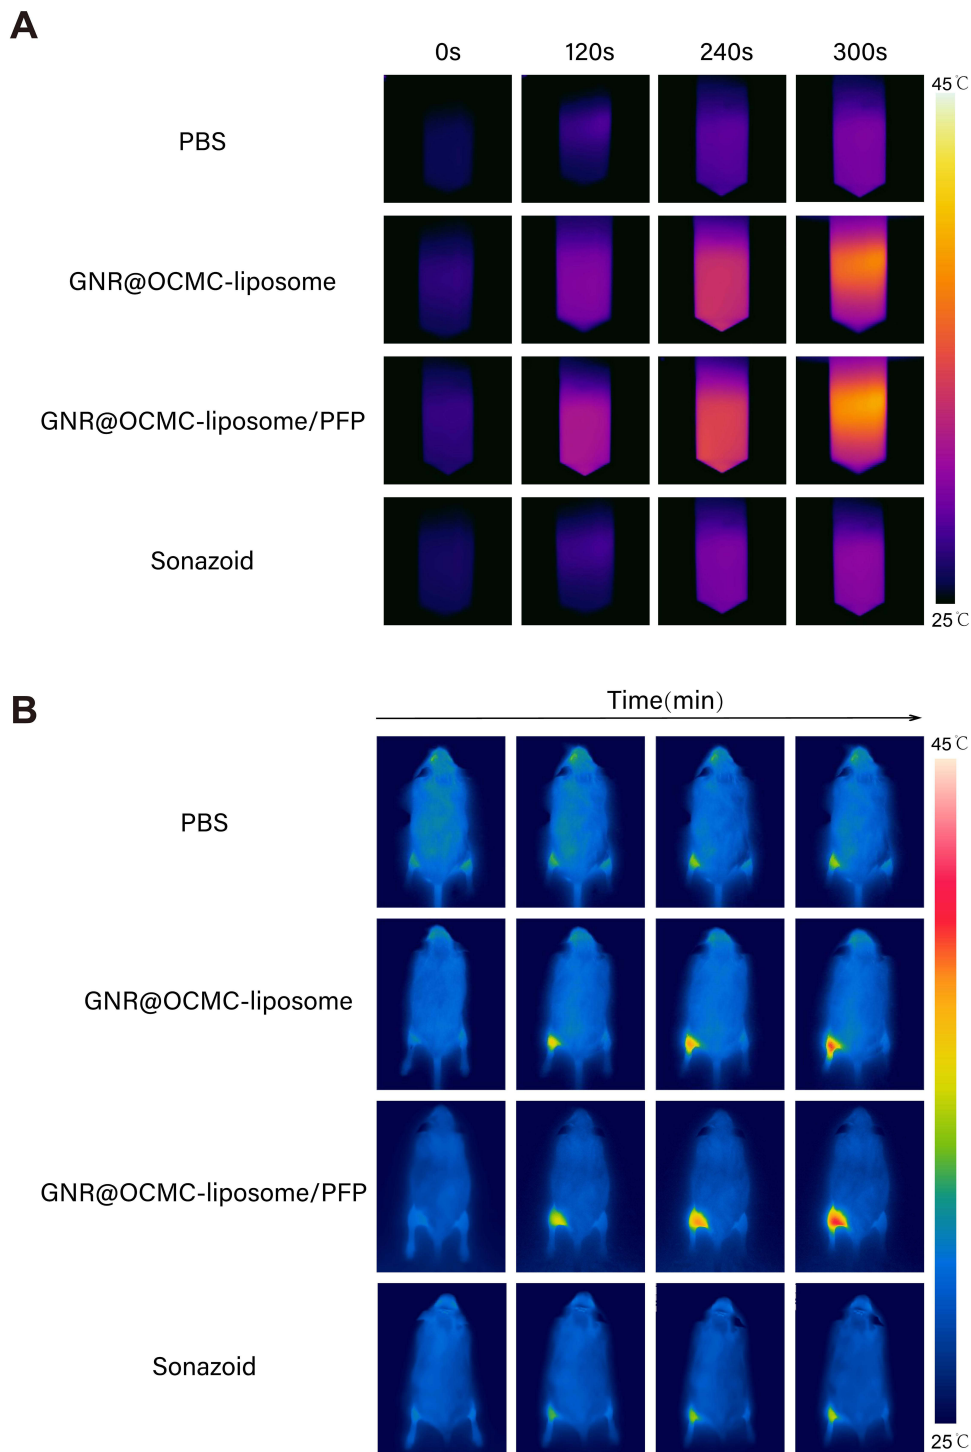 A
0s 120s 240s 300s
45℃
PBS
GNR@OCMC-liposome
GNR@OCMC-liposome/PFP
Sonazoid
25℃
B
Time(min)
45℃
PBS
GNR@OCMC-liposome
GNR@OCMC-liposome/PFP
Sonazoid
25℃